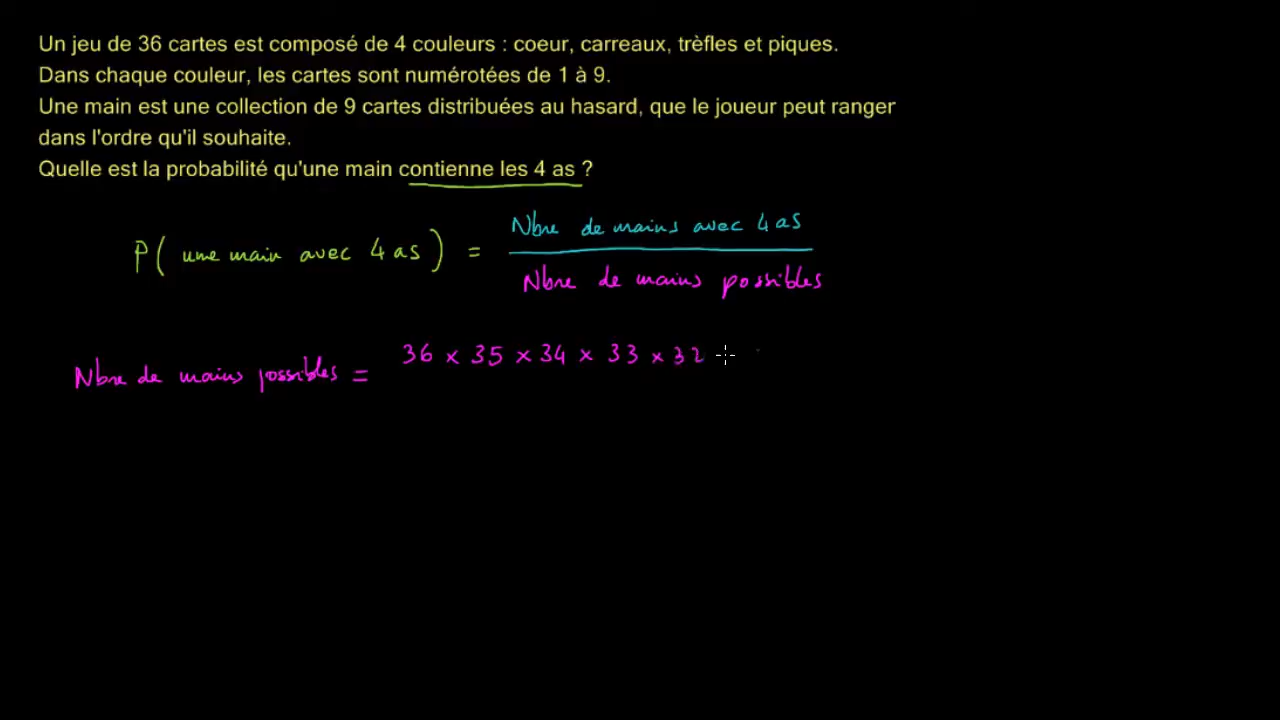 Un jeu de 36 cartes est composé de 4 couleurs : coeur, carreaux, trèfles et piques.
Dans chaque couleur, les cartes sont numérotées de 1 à 9.
Une main est une collection de 9 cartes distribuées au hasard, que le joueur peut ranger
dans l'ordre qu'il souhaite.
Quelle est la probabilité qu'une main contienne les 4 as ?
P( une main avec 4 as ) = Nbre de mains avec 4 as
Nbre de mains possibles
Nbre de mains possibles = 36 × 35 × 34 × 33 × 32